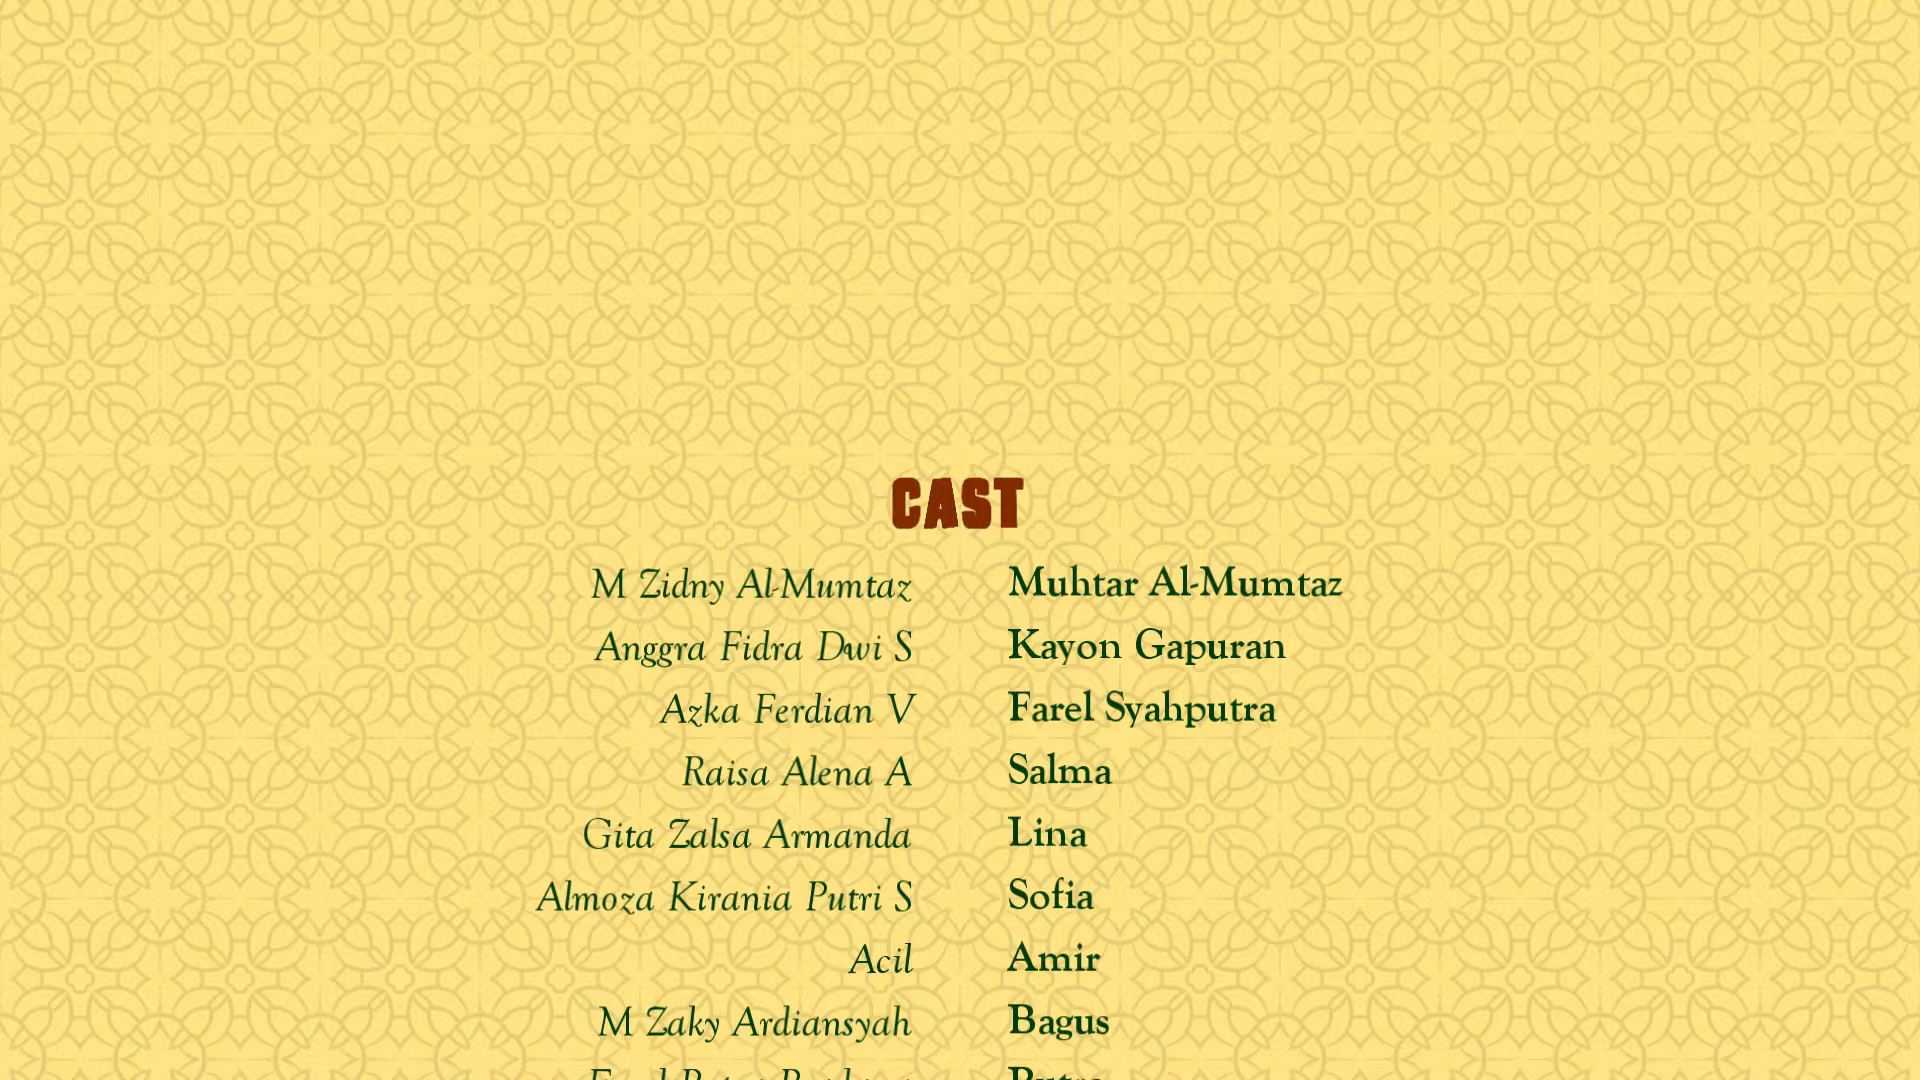 CAST
M Zidny Al-Mumtaz Muhtar Al-Mumtaz
Anggra Fidra Dwi S Kayon Gapuran
Azka Ferdian V Farel Syahputra
Raisa Alena A Salma
Gita Zalsa Armanda Lina
Almoza Kirania Putri S Sofia
Acil Amir
M Zaky Ardiansyah Bagus